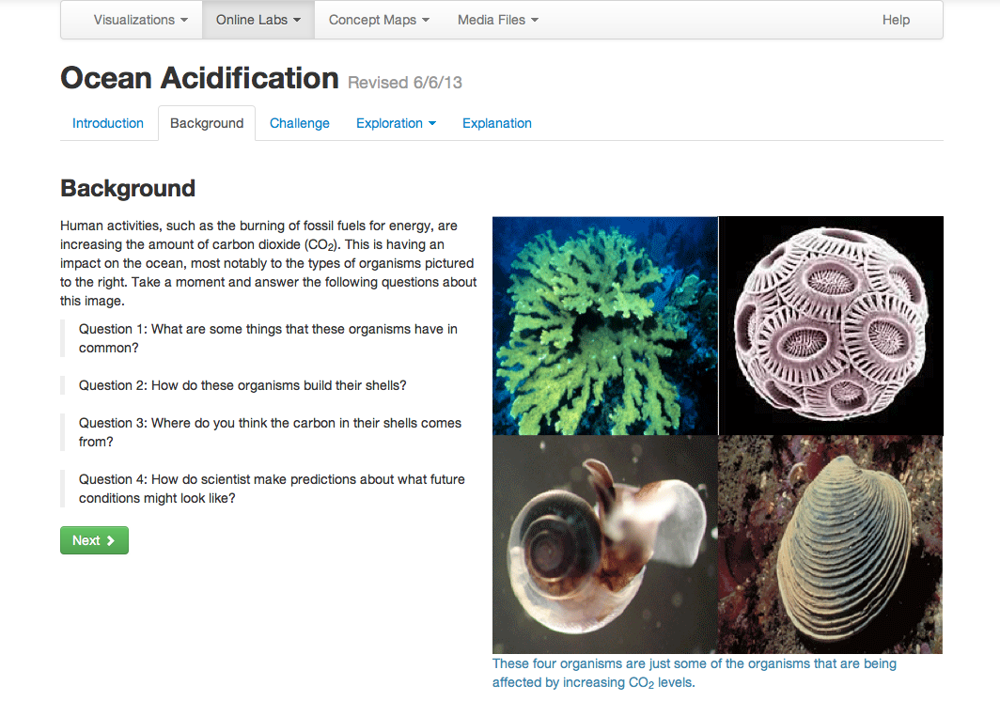 Visualizations Online Labs Concept Maps Media Files Help
Ocean Acidification Revised 6/6/13
Introduction Background Challenge Exploration Explanation
Background
Human activities, such as the burning of fossil fuels for energy, are
increasing the amount of carbon dioxide (CO₂). This is having an
impact on the ocean, most notably to the types of organisms pictured
to the right. Take a moment and answer the following questions about
this image.
Question 1: What are some things that these organisms have in
common?
Question 2: How do these organisms build their shells?
Question 3: Where do you think the carbon in their shells comes
from?
Question 4: How do scientist make predictions about what future
conditions might look like?
Next
These four organisms are just some of the organisms that are being
affected by increasing CO₂ levels.